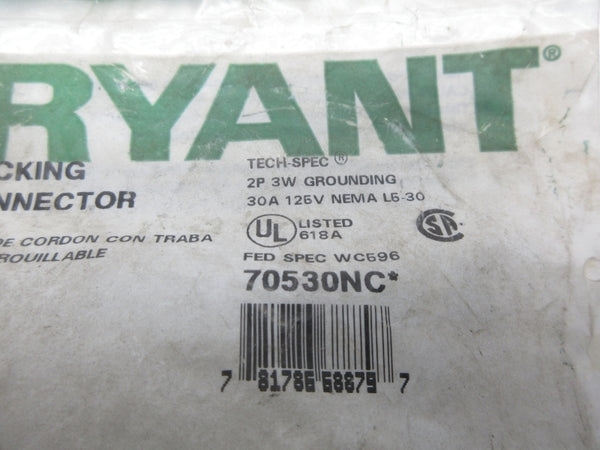 RYANT®
CKING
NNECTOR
DE CORDON CON TRABA
ROUILLABLE
TECH-SPEC®
2P 3W GROUNDING
30A 125V NEMA L5-30
UL LISTED
618A
SA
FED SPEC WC596
70530NC*
7 81786 68879 7